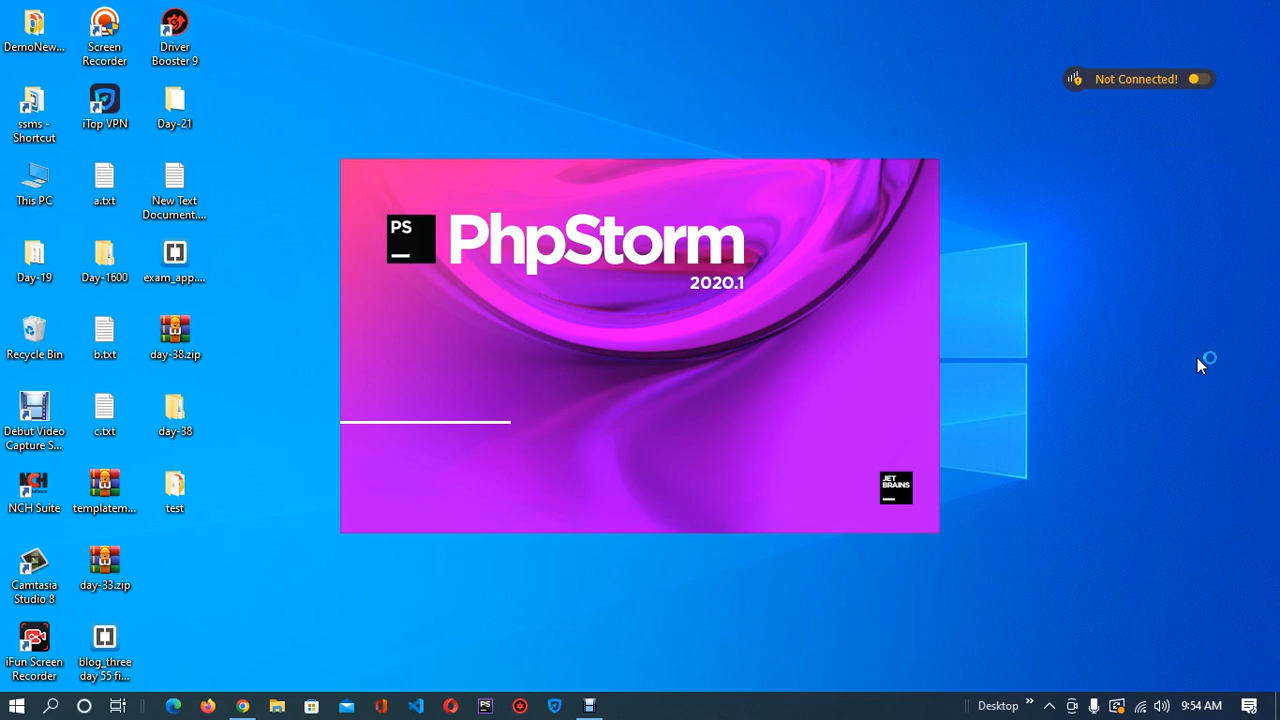 DemoNew...
Screen
Recorder
Driver
Booster 9
Not Connected!
ssms -
Shortcut
iTop VPN
Day-21
This PC
a.txt
New Text
Document....
PS
PhpStorm
2020.1
Day-19
Day-1600
exam_app....
Recycle Bin
b.txt
day-38.zip
Debut Video
Capture S...
c.txt
day-38
NCH
NCH Suite
templatem...
test
JET
BRAINS
Camtasia
Studio 8
day-33.zip
iFun Screen
Recorder
blog_three
day 55 fi...
PS
Desktop
9:54 AM